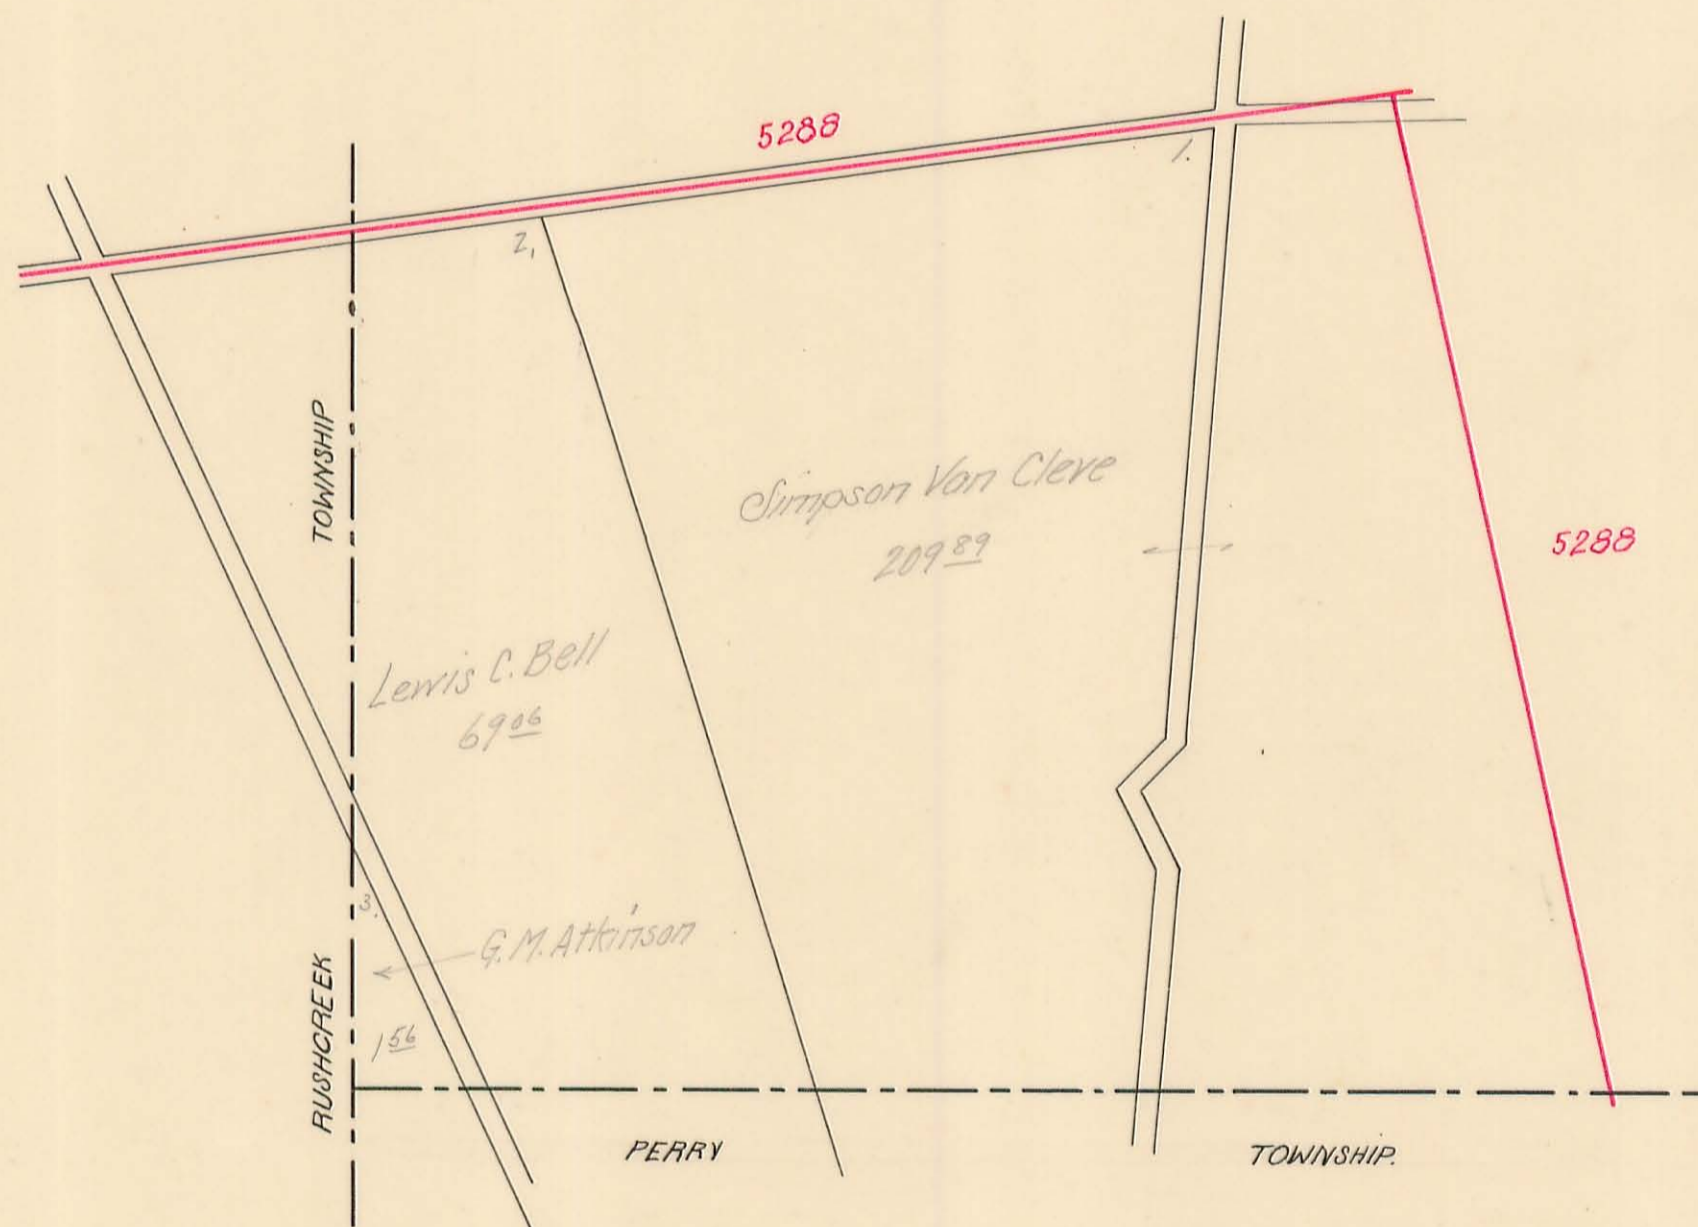 5288
1.
2,
TOWNSHIP
Simpson Van Cleve
209 89
5288
Lewis C. Bell
69 06
3.
G. M. Atkinson
RUSHCREEK
1 56
PERRY
TOWNSHIP.